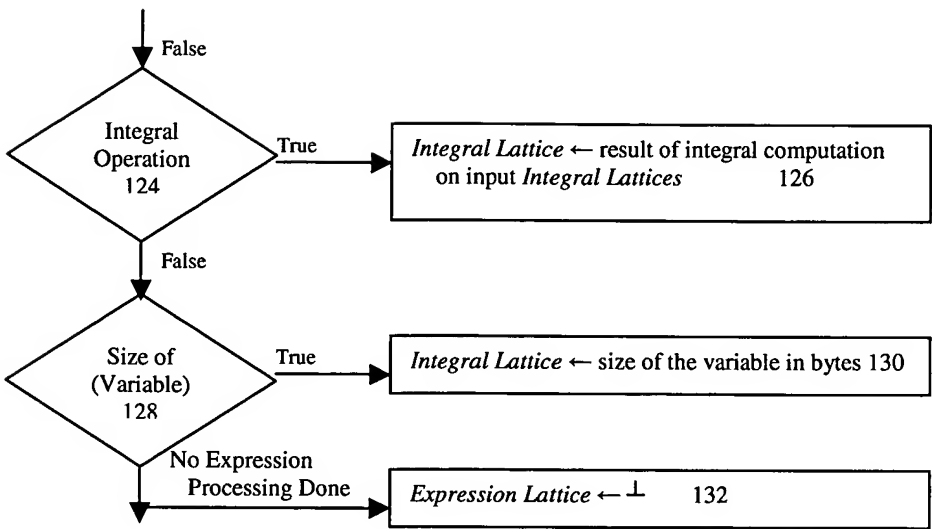 False
Integral
Operation
124
True
Integral Lattice ← result of integral computation
on input Integral Lattices 126
False
Size of
(Variable)
128
True
Integral Lattice ← size of the variable in bytes 130
No Expression
Processing Done
Expression Lattice ← ⊥ 132